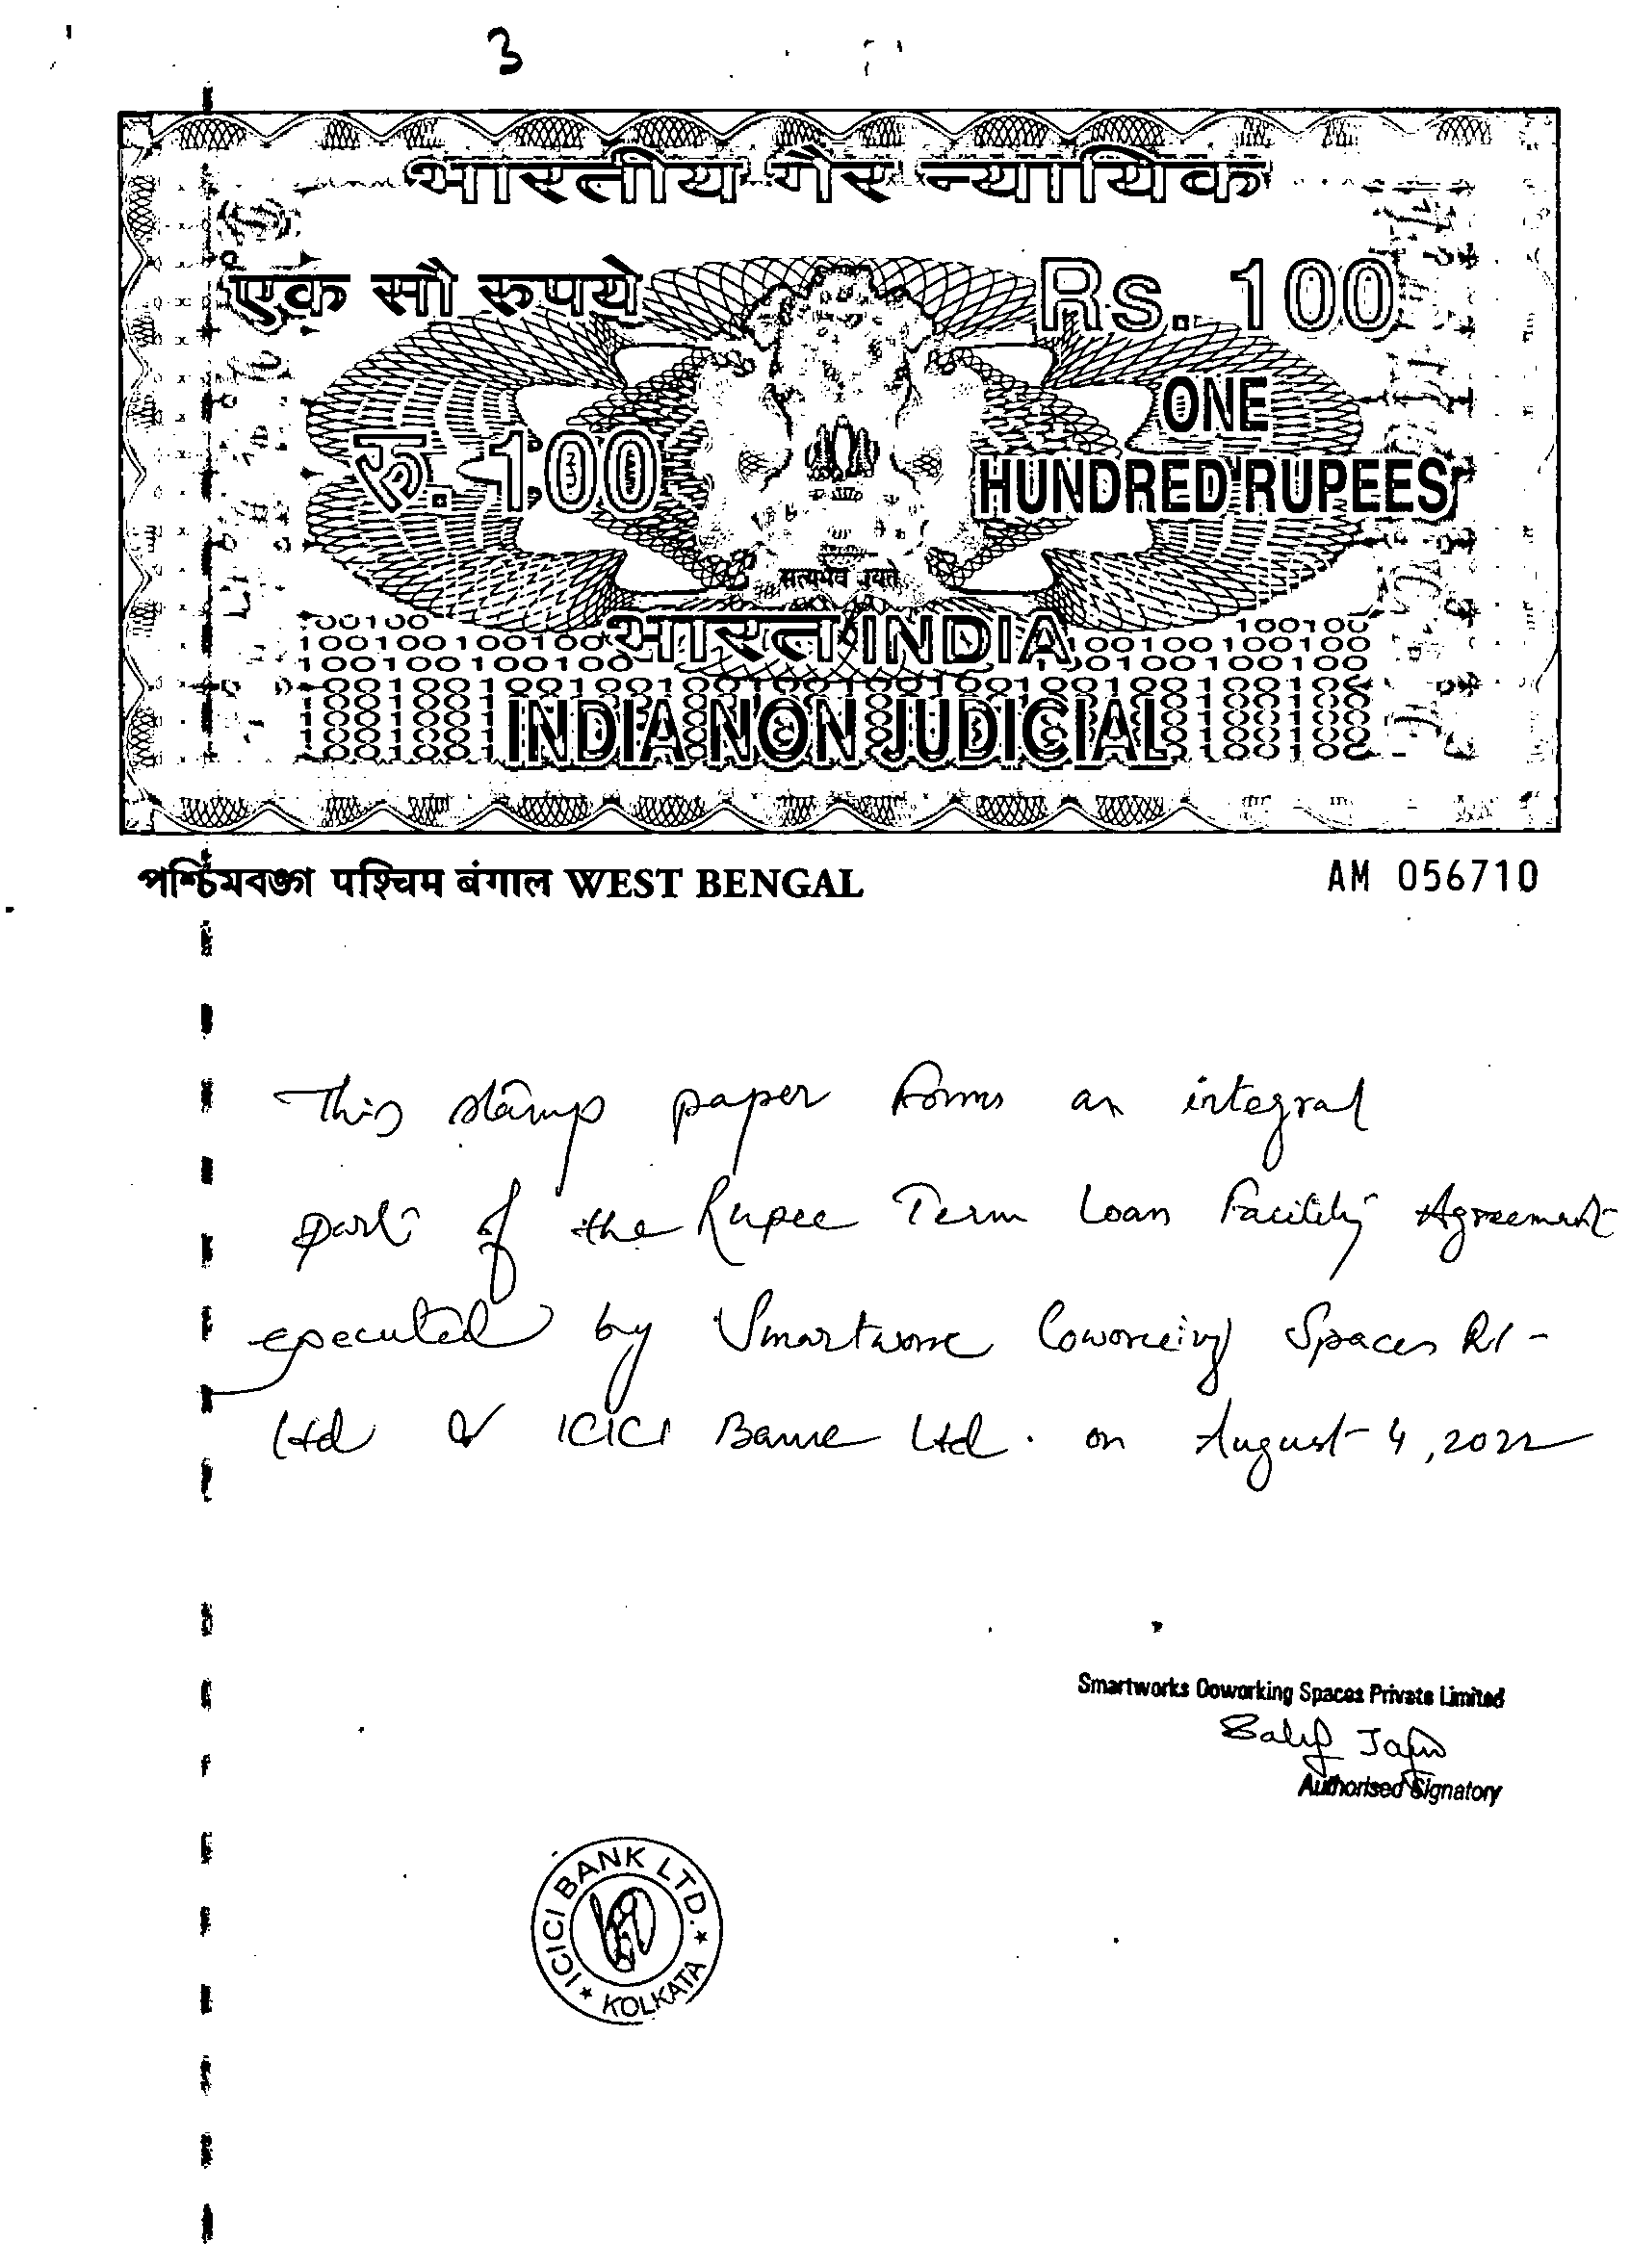 3
भारतीय गैर न्यायिक
एक सौ रुपये
Rs. 100
रु. 100
ONE
HUNDRED RUPEES
सत्यमेव जयते
भारत INDIA
INDIA NON JUDICIAL
পশ্চিমবঙ্গ पश्चिम बंगाल WEST BENGAL
AM 056710
This stamp paper forms an integral
part of the Rupee Term Loan Facility Agreement
executed by Smartwork Coworking Spaces Pvt
Ltd & ICICI Bank Ltd. on August 4, 2022
Smartworks Coworking Spaces Private Limited
Authorised Signatory
ICICI BANK LTD.
KOLKATA